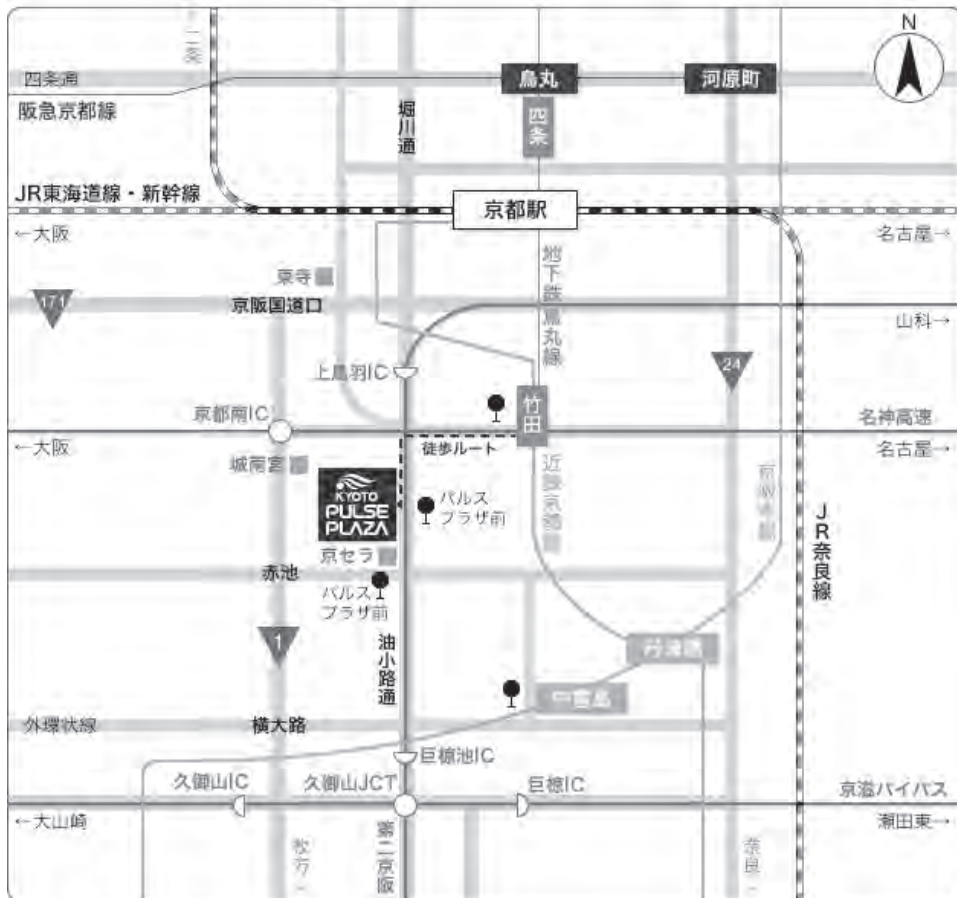 N
四条通
烏丸
河原町
阪急京都線
堀川通
四条
JR東海道線・新幹線
京都駅
←大阪
名古屋→
東寺
171
京阪国道口
地下鉄烏丸線
山科→
上鳥羽IC
24
京都南IC
竹田
名神高速
←大阪
徒歩ルート
名古屋→
城南宮
KYOTO
PULSE
PLAZA
パルス
プラザ前
近鉄京都線
JR奈良線
京セラ
赤池
パルス
プラザ前
1
油小路通
丹波橋
中書島
外環状線
横大路
巨椋池IC
久御山IC
久御山JCT
巨椋IC
京滋バイパス
←大山崎
瀬田東→
第二京阪